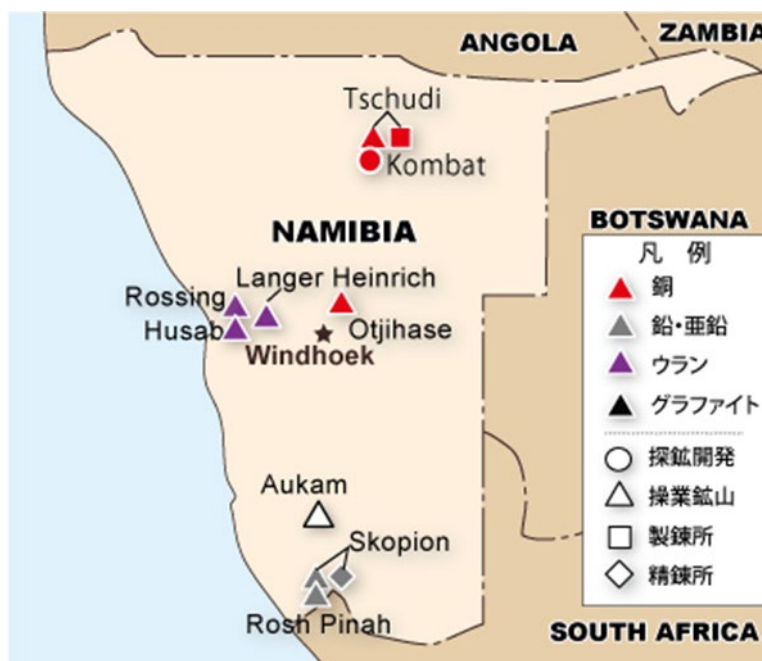 ANGOLA
ZAMBIA
Tschudi
Kombat
NAMIBIA
BOTSWANA
Langer Heinrich
Rossing
Husab
Otjihase
Windhoek
Aukam
Skopion
Rosh Pinah
SOUTH AFRICA
凡 例
銅
鉛・亜鉛
ウラン
グラファイト
探鉱開発
操業鉱山
製錬所
精錬所